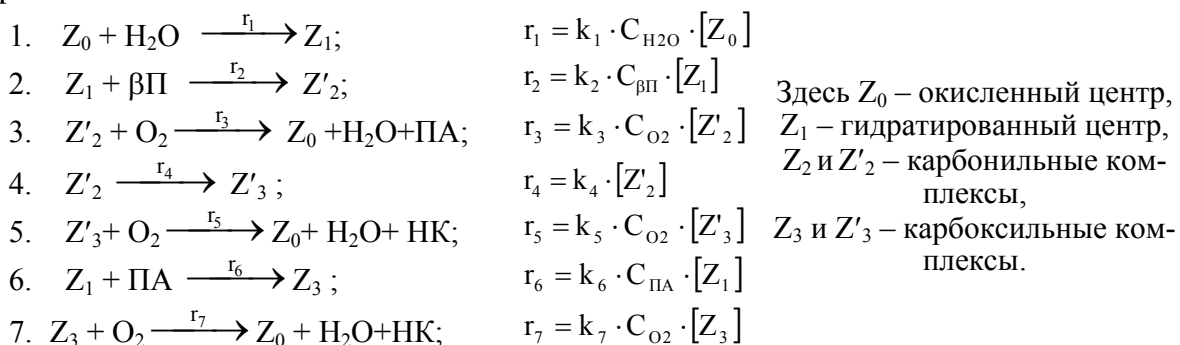 1. Z₀ + H₂O —r₁→ Z₁; r₁ = k₁ · C_H2O · [Z₀]
2. Z₁ + βП —r₂→ Z′₂; r₂ = k₂ · C_βП · [Z₁]
3. Z′₂ + O₂ —r₃→ Z₀ +H₂O+ПА; r₃ = k₃ · C_O2 · [Z'₂]
4. Z′₂ —r₄→ Z′₃ ; r₄ = k₄ · [Z'₂]
5. Z′₃+ O₂ —r₅→ Z₀+ H₂O+ НК; r₅ = k₅ · C_O2 · [Z'₃]
6. Z₁ + ПА —r₆→ Z₃ ; r₆ = k₆ · C_ПА · [Z₁]
7. Z₃ + O₂ —r₇→ Z₀ + H₂O+НК; r₇ = k₇ · C_O2 · [Z₃]
Здесь Z₀ – окисленный центр,
Z₁ – гидратированный центр,
Z₂ и Z′₂ – карбонильные ком-
плексы,
Z₃ и Z′₃ – карбоксильные ком-
плексы.